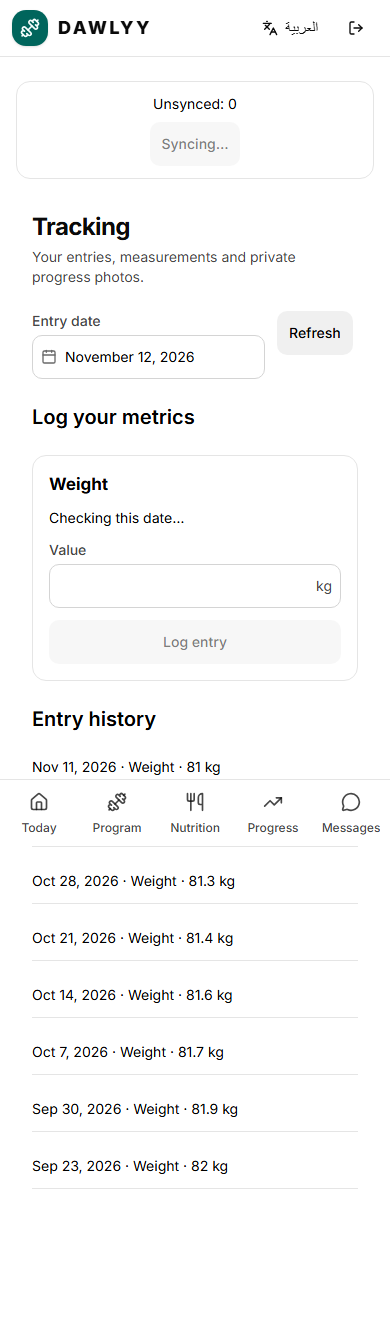 DAWLYY
العربية
Unsynced: 0
Syncing...
Tracking
Your entries, measurements and private
progress photos.
Entry date
November 12, 2026
Refresh
Log your metrics
Weight
Checking this date...
Value
kg
Log entry
Entry history
Nov 11, 2026 · Weight · 81 kg
Today
Program
Nutrition
Progress
Messages
Oct 28, 2026 · Weight · 81.3 kg
Oct 21, 2026 · Weight · 81.4 kg
Oct 14, 2026 · Weight · 81.6 kg
Oct 7, 2026 · Weight · 81.7 kg
Sep 30, 2026 · Weight · 81.9 kg
Sep 23, 2026 · Weight · 82 kg